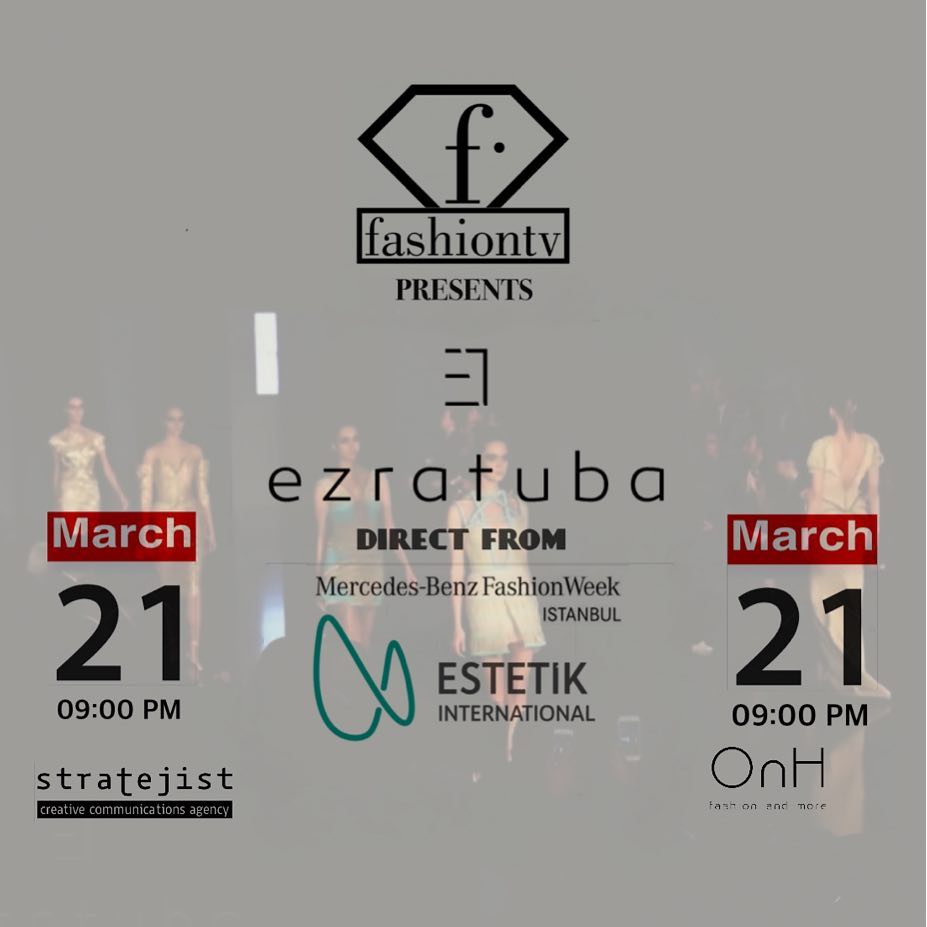 f.
fashiontv
PRESENTS
ezratuba
DIRECT FROM
Mercedes-Benz FashionWeek
ISTANBUL
ESTETİK
INTERNATIONAL
March
21
09:00 PM
March
21
09:00 PM
stratejist
creative communications agency
OnH
fashion and more